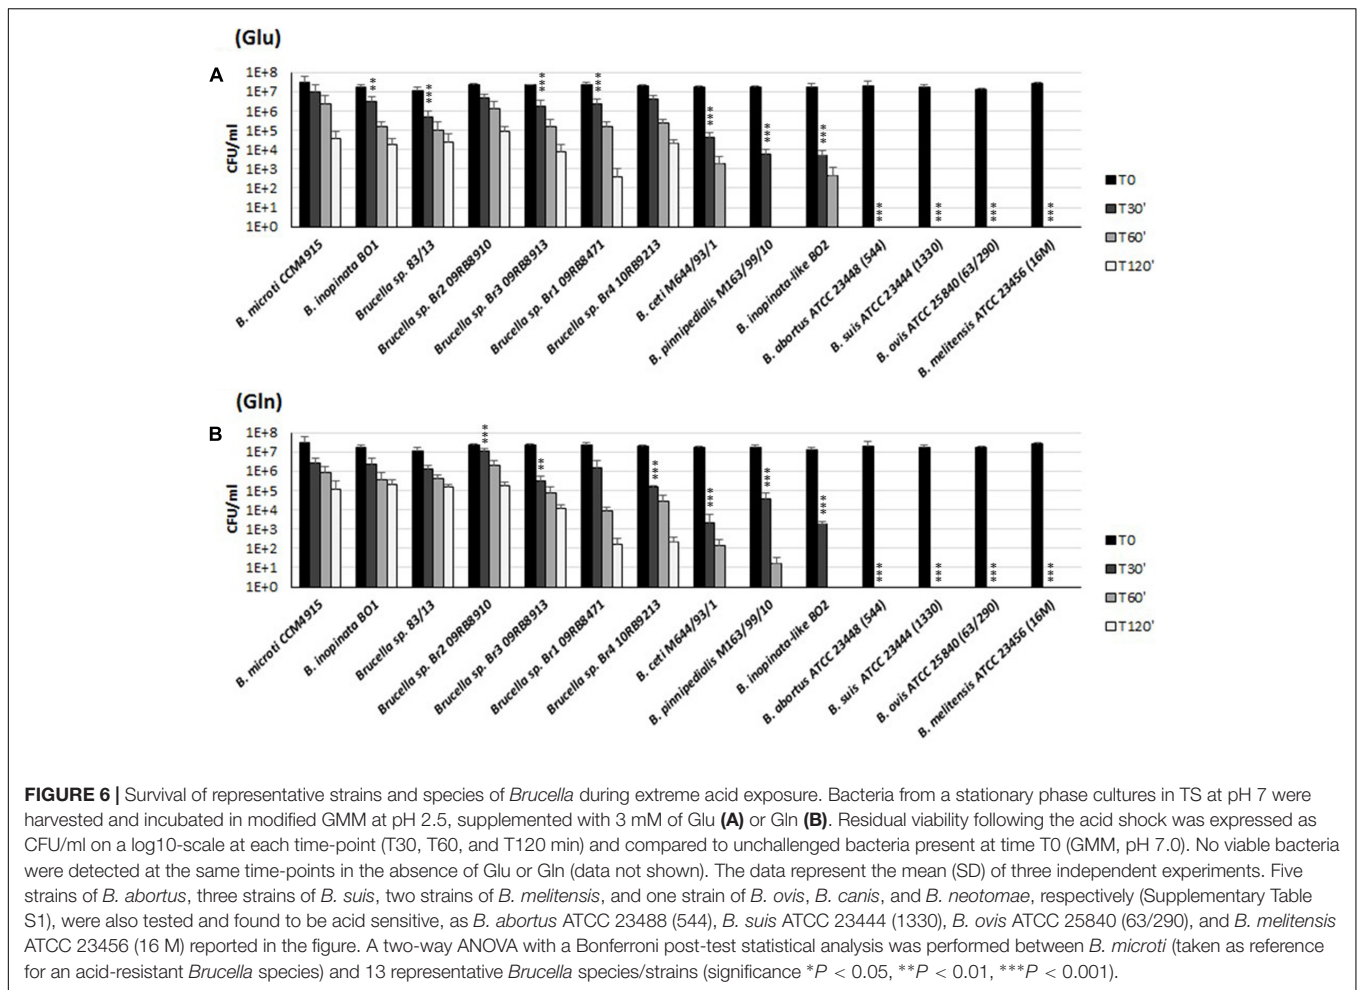 (Glu)
A
1E+8
1E+7
1E+6
1E+5
1E+4
1E+3
1E+2
1E+1
1E+0
CFU/ml
** *** *** *** *** *** *** *** *** *** ***
T0
T30'
T60'
T120'
B. microti CCM4915
B. inopinata BO1
Brucella sp. 83/13
Brucella sp. Br2 09RB8910
Brucella sp. Br3 09RB8913
Brucella sp. Br1 09RB8471
Brucella sp. Br4 10RB9213
B. ceti M644/93/1
B. pinnipedialis M163/99/10
B. inopinata-like BO2
B. abortus ATCC 23448 (544)
B. suis ATCC 23444 (1330)
B. ovis ATCC 25840 (63/290)
B. melitensis ATCC 23456 (16M)
(Gln)
B
1E+8
1E+7
1E+6
1E+5
1E+4
1E+3
1E+2
1E+1
1E+0
CFU/ml
*** ** *** *** *** *** *** *** *** ***
T0
T30'
T60'
T120'
B. microti CCM4915
B. inopinata BO1
Brucella sp. 83/13
Brucella sp. Br2 09RB8910
Brucella sp. Br3 09RB8913
Brucella sp. Br1 09RB8471
Brucella sp. Br4 10RB9213
B. ceti M644/93/1
B. pinnipedialis M163/99/10
B. inopinata-like BO2
B. abortus ATCC 23448 (544)
B. suis ATCC 23444 (1330)
B. ovis ATCC 25840 (63/290)
B. melitensis ATCC 23456 (16M)
FIGURE 6 | Survival of representative strains and species of Brucella during extreme acid exposure. Bacteria from a stationary phase cultures in TS at pH 7 were
harvested and incubated in modified GMM at pH 2.5, supplemented with 3 mM of Glu (A) or Gln (B). Residual viability following the acid shock was expressed as
CFU/ml on a log10-scale at each time-point (T30, T60, and T120 min) and compared to unchallenged bacteria present at time T0 (GMM, pH 7.0). No viable bacteria
were detected at the same time-points in the absence of Glu or Gln (data not shown). The data represent the mean (SD) of three independent experiments. Five
strains of B. abortus, three strains of B. suis, two strains of B. melitensis, and one strain of B. ovis, B. canis, and B. neotomae, respectively (Supplementary Table
S1), were also tested and found to be acid sensitive, as B. abortus ATCC 23488 (544), B. suis ATCC 23444 (1330), B. ovis ATCC 25840 (63/290), and B. melitensis
ATCC 23456 (16 M) reported in the figure. A two-way ANOVA with a Bonferroni post-test statistical analysis was performed between B. microti (taken as reference
for an acid-resistant Brucella species) and 13 representative Brucella species/strains (significance *P < 0.05, **P < 0.01, ***P < 0.001).